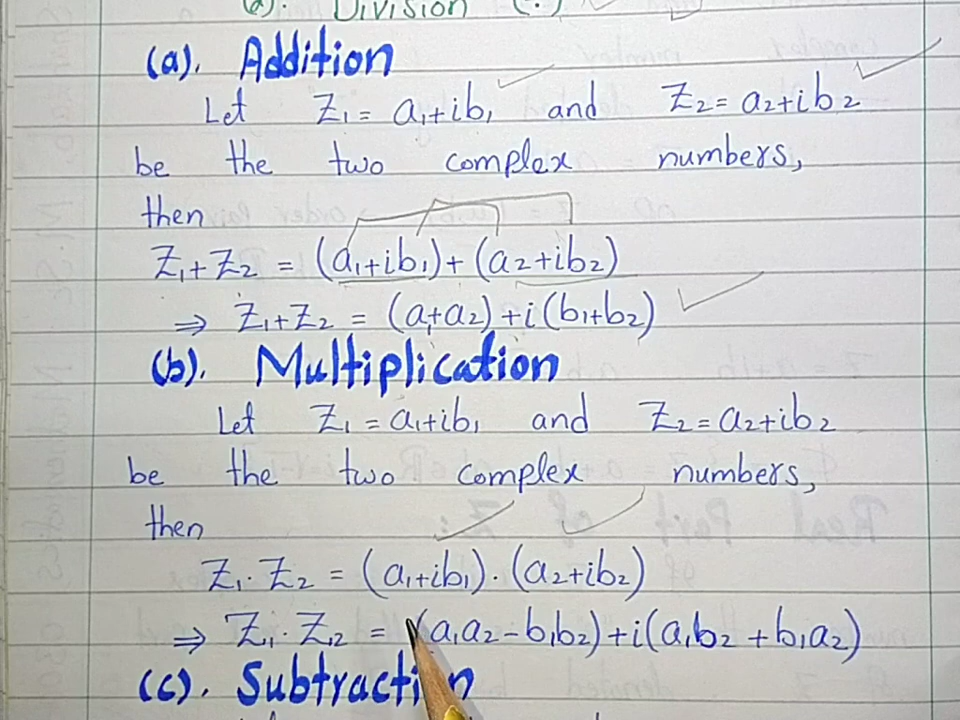 (d). Division (÷)
(a). Addition
Let Z₁ = a₁+ib₁ and Z₂ = a₂+ib₂
be the two complex numbers,
then
Z₁+Z₂ = (a₁+ib₁)+(a₂+ib₂)
⇒ Z₁+Z₂ = (a₁+a₂)+i(b₁+b₂)
(b). Multiplication
Let Z₁ = a₁+ib₁ and Z₂ = a₂+ib₂
be the two complex numbers,
then
Z₁. Z₂ = (a₁+ib₁).(a₂+ib₂)
⇒ Z₁. Z₂ = (a₁a₂-b₁b₂)+i(a₁b₂+b₁a₂)
(c). Subtraction